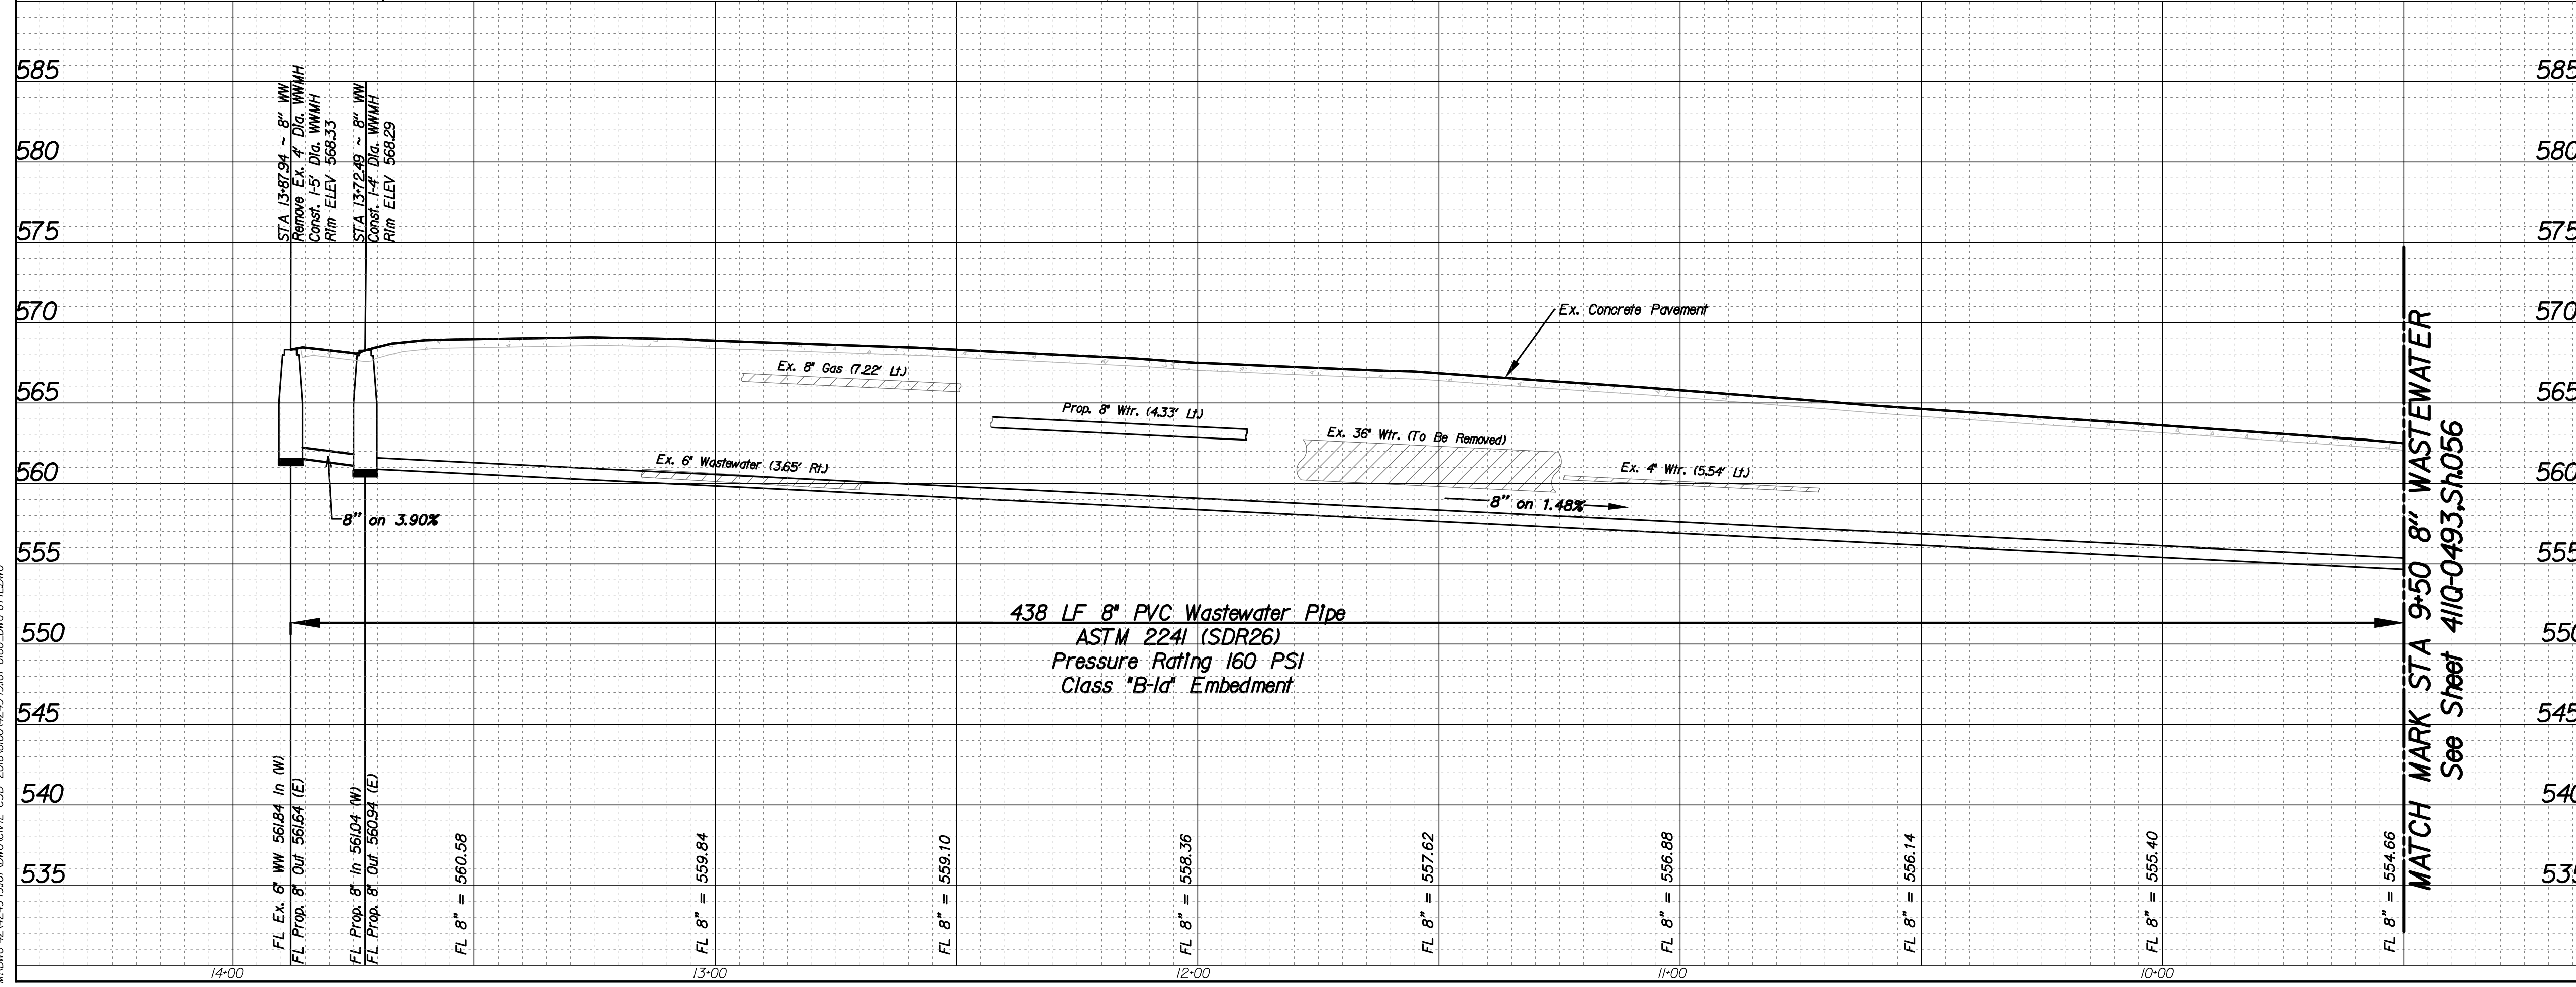 585
580
575
570
565
560
555
550
545
540
535
STA 13+87.94 ~ 8" WW
Remove Ex. 4' Dia. WWMH
Const. 1-5' Dia. WWMH
Rim ELEV 568.33
STA 13+72.49 ~ 8" WW
Const. 1-4' Dia. WWMH
Rim ELEV 568.29
Ex. Concrete Pavement
Ex. 8" Gas (7.22' Lt.)
Prop. 8" Wtr. (4.33' Lt.)
Ex. 36" Wtr. (To Be Removed)
Ex. 6" Wastewater (3.65' Rt.)
Ex. 4" Wtr. (5.54' Lt.)
8" on 3.90%
8" on 1.48%
438 LF 8" PVC Wastewater Pipe
ASTM 2241 (SDR26)
Pressure Rating 160 PSI
Class "B-1a" Embedment
FL Ex. 6" WW 561.84 In (W)
FL Prop. 8" Out 561.64 (E)
FL Prop. 8" In 561.04 (W)
FL Prop. 8" Out 560.94 (E)
FL 8" = 560.58
FL 8" = 559.84
FL 8" = 559.10
FL 8" = 558.36
FL 8" = 557.62
FL 8" = 556.88
FL 8" = 556.14
FL 8" = 555.40
FL 8" = 554.66
MATCH MARK STA 9+50 8" WASTEWATER
See Sheet 411Q-0493,Sh.056
585
580
575
570
565
560
555
550
545
540
535
14+00
13+00
12+00
11+00
10+00